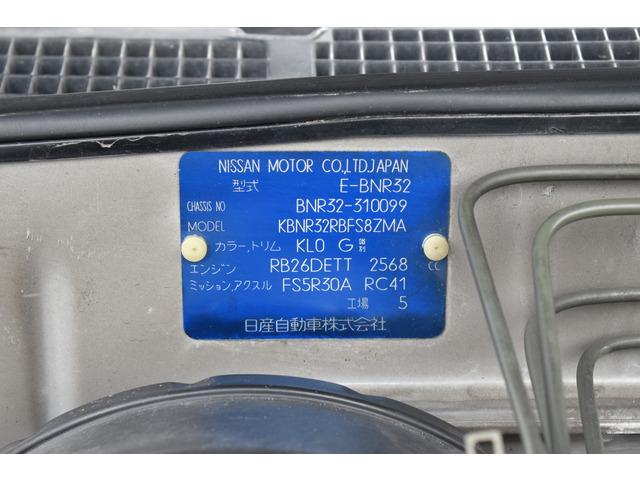 NISSAN MOTOR CO.,LTD.JAPAN
型式 E-BNR32
CHASSIS NO BNR32-310099
MODEL KBNR32RBFS8ZMA
カラー,トリム KL0 G
エンジン RB26DETT 2568 CC
ミッション,アクスル FS5R30A RC41
工場 5
日産自動車株式会社